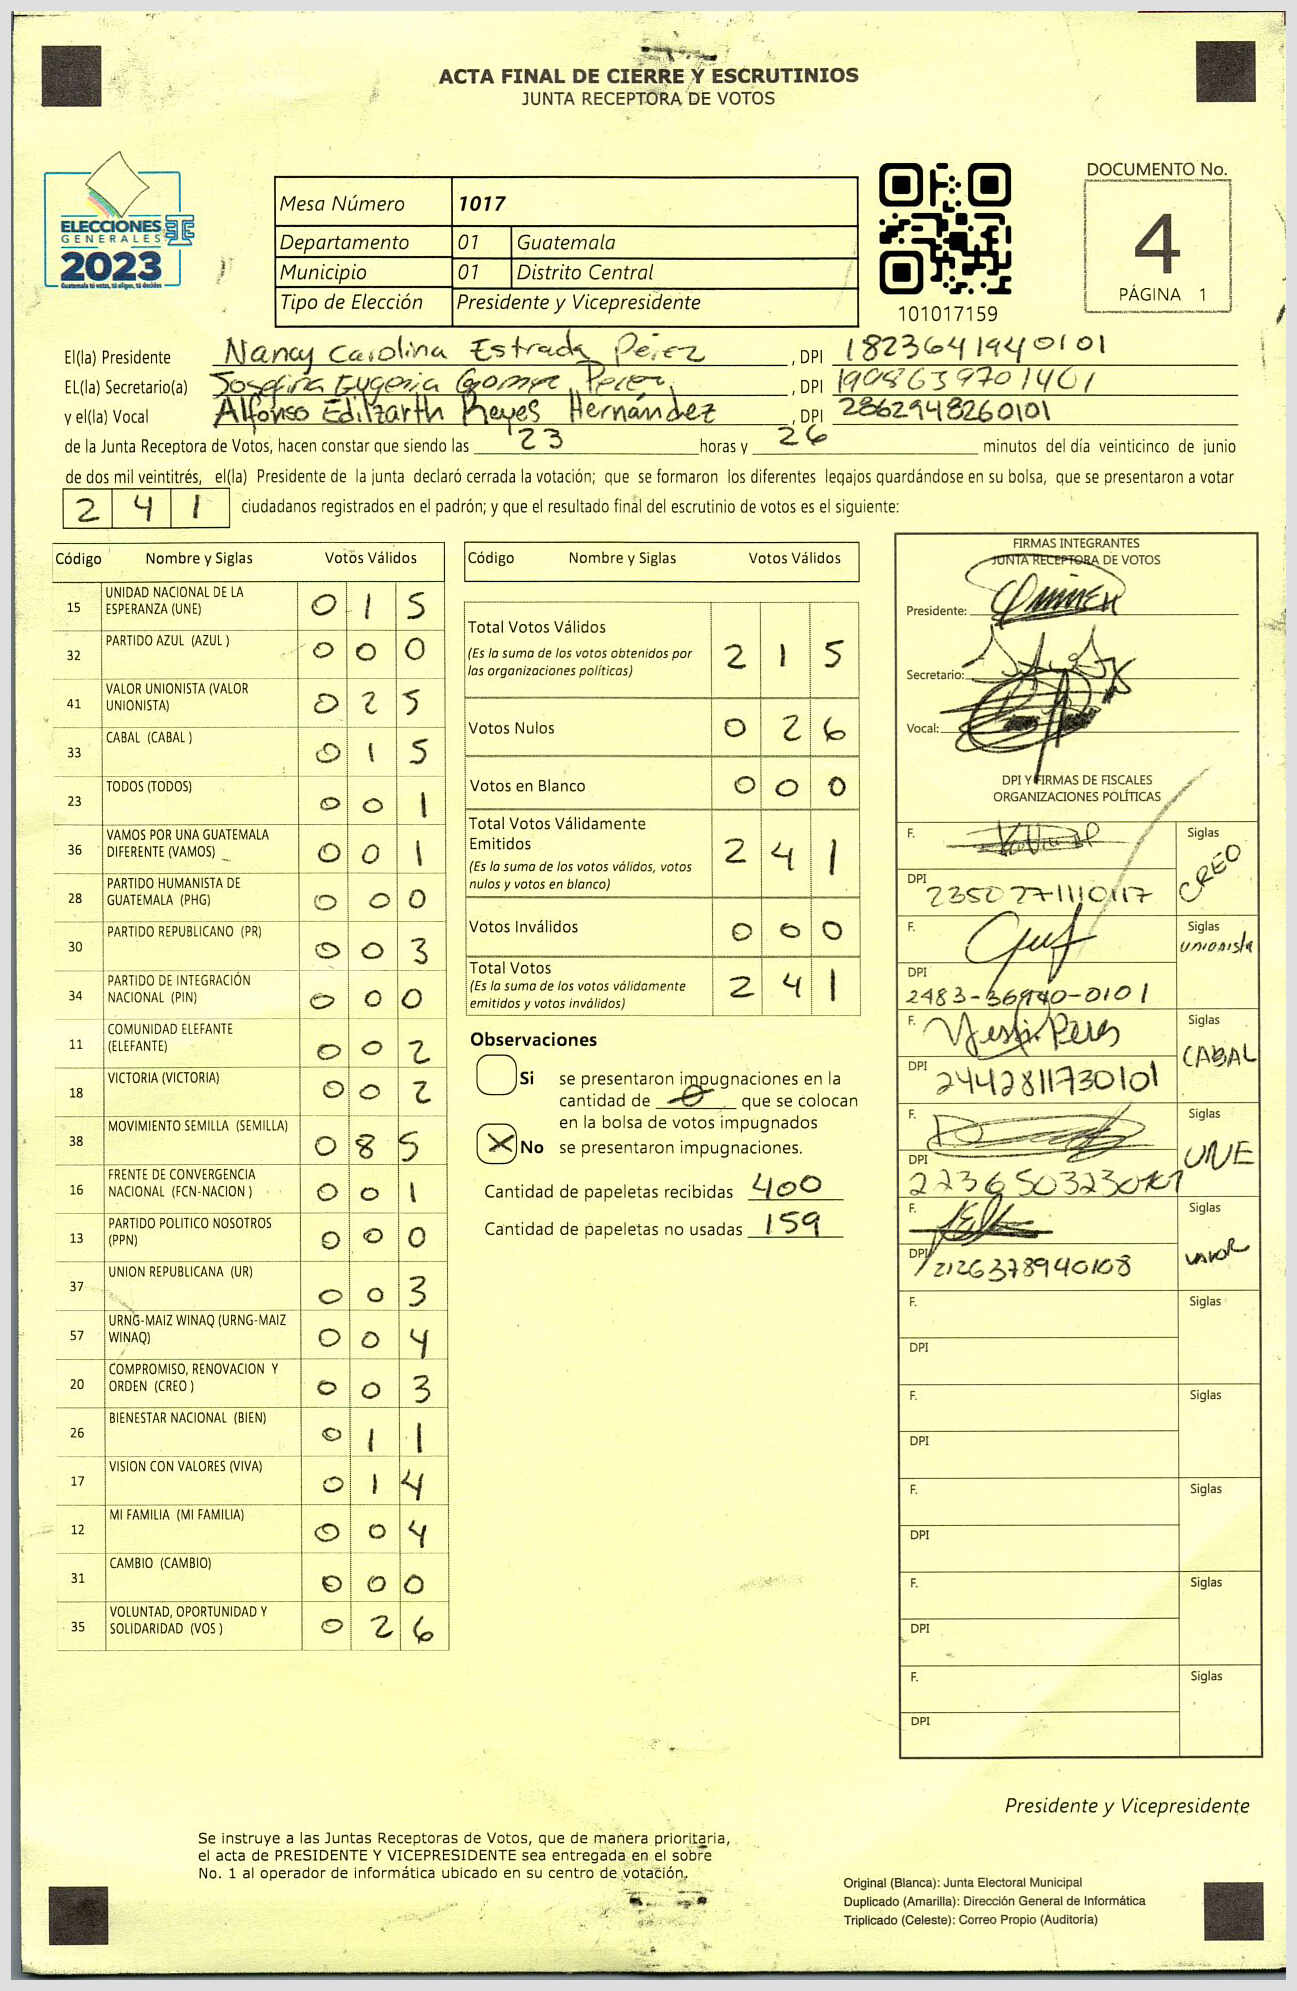 ACTA FINAL DE CIERRE Y ESCRUTINIOS
JUNTA RECEPTORA DE VOTOS
ELECCIONES
GENERALES
2023
Guatemala tú votas, tú eliges, tú decides
Mesa Número 1017
Departamento 01 Guatemala
Municipio 01 Distrito Central
Tipo de Elección Presidente y Vicepresidente
101017159
DOCUMENTO No.
4
PÁGINA 1
El(la) Presidente Nancy Carolina Estrada Pérez, DPI 1823641940101
EL(la) Secretario(a) Josefina Eugenia Gomez Perez, DPI 1908639701401
y el(la) Vocal Alfonso Edilzarth Reyes Hernández, DPI 2862948260101
de la Junta Receptora de Votos, hacen constar que siendo las 23 horas y 26 minutos del día veinticinco de junio
de dos mil veintitrés, el(la) Presidente de la junta declaró cerrada la votación; que se formaron los diferentes legajos guardándose en su bolsa, que se presentaron a votar
241 ciudadanos registrados en el padrón; y que el resultado final del escrutinio de votos es el siguiente:
Código Nombre y Siglas Votos Válidos
15 UNIDAD NACIONAL DE LA ESPERANZA (UNE) 0 1 5
32 PARTIDO AZUL (AZUL ) 0 0 0
41 VALOR UNIONISTA (VALOR UNIONISTA) 0 2 5
33 CABAL (CABAL ) 0 1 5
23 TODOS (TODOS) 0 0 1
36 VAMOS POR UNA GUATEMALA DIFERENTE (VAMOS) 0 0 1
28 PARTIDO HUMANISTA DE GUATEMALA (PHG) 0 0 0
30 PARTIDO REPUBLICANO (PR) 0 0 3
34 PARTIDO DE INTEGRACIÓN NACIONAL (PIN) 0 0 0
11 COMUNIDAD ELEFANTE (ELEFANTE) 0 0 2
18 VICTORIA (VICTORIA) 0 0 2
38 MOVIMIENTO SEMILLA (SEMILLA) 0 8 5
16 FRENTE DE CONVERGENCIA NACIONAL (FCN-NACION ) 0 0 1
13 PARTIDO POLITICO NOSOTROS (PPN) 0 0 0
37 UNION REPUBLICANA (UR) 0 0 3
57 URNG-MAIZ WINAQ (URNG-MAIZ WINAQ) 0 0 4
20 COMPROMISO, RENOVACION Y ORDEN (CREO ) 0 0 3
26 BIENESTAR NACIONAL (BIEN) 0 1 1
17 VISION CON VALORES (VIVA) 0 1 4
12 MI FAMILIA (MI FAMILIA) 0 0 4
31 CAMBIO (CAMBIO) 0 0 0
35 VOLUNTAD, OPORTUNIDAD Y SOLIDARIDAD (VOS ) 0 2 6
Código Nombre y Siglas Votos Válidos
Total Votos Válidos 2 1 5
(Es la suma de los votos obtenidos por
las organizaciones políticas)
Votos Nulos 0 2 6
Votos en Blanco 0 0 0
Total Votos Válidamente
Emitidos 2 4 1
(Es la suma de los votos válidos, votos
nulos y votos en blanco)
Votos Inválidos 0 0 0
Total Votos 2 4 1
(Es la suma de los votos válidamente
emitidos y votos inválidos)
Observaciones
Si se presentaron impugnaciones en la
cantidad de 0 que se colocan
en la bolsa de votos impugnados
X No se presentaron impugnaciones.
Cantidad de papeletas recibidas 400
Cantidad de papeletas no usadas 159
FIRMAS INTEGRANTES
JUNTA RECEPTORA DE VOTOS
Presidente:
Secretario:
Vocal:
DPI Y FIRMAS DE FISCALES
ORGANIZACIONES POLÍTICAS
F. Siglas CREO
DPI 2350271110117
F. Siglas UNIONISTA
DPI 2483-36940-0101
F. Siglas CABAL
DPI 2442811730101
F. Siglas UNE
DPI
F. Siglas VALOR
DPI 2126378940108
F. Siglas
DPI
F. Siglas
DPI
F. Siglas
DPI
F. Siglas
DPI
F. Siglas
DPI
Presidente y Vicepresidente
Se instruye a las Juntas Receptoras de Votos, que de manera prioritaria,
el acta de PRESIDENTE Y VICEPRESIDENTE sea entregada en el sobre
No. 1 al operador de informática ubicado en su centro de votación.
Original (Blanca): Junta Electoral Municipal
Duplicado (Amarilla): Dirección General de Informática
Triplicado (Celeste): Correo Propio (Auditoría)